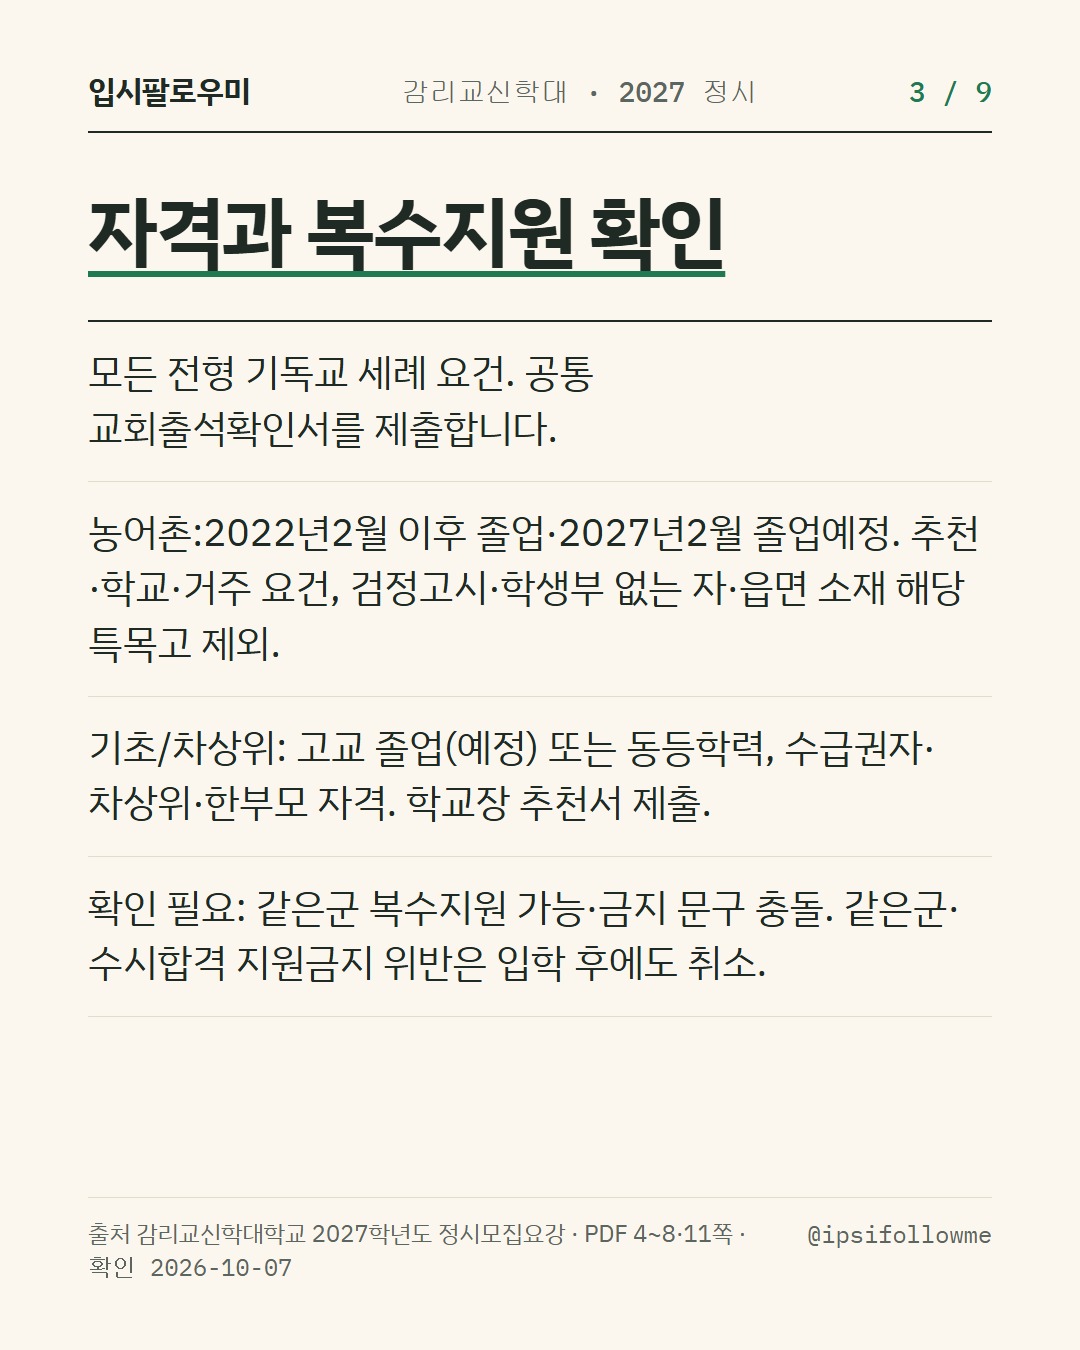 입시팔로우미
감리교신학대 · 2027 정시
3 / 9
자격과 복수지원 확인
모든 전형 기독교 세례 요건. 공통
교회출석확인서를 제출합니다.
농어촌:2022년2월 이후 졸업·2027년2월 졸업예정. 추천
·학교·거주 요건, 검정고시·학생부 없는 자·읍면 소재 해당
특목고 제외.
기초/차상위: 고교 졸업(예정) 또는 동등학력, 수급권자·
차상위·한부모 자격. 학교장 추천서 제출.
확인 필요: 같은군 복수지원 가능·금지 문구 충돌. 같은군·
수시합격 지원금지 위반은 입학 후에도 취소.
출처 감리교신학대학교 2027학년도 정시모집요강 · PDF 4~8·11쪽 ·
확인 2026-10-07
@ipsifollowme